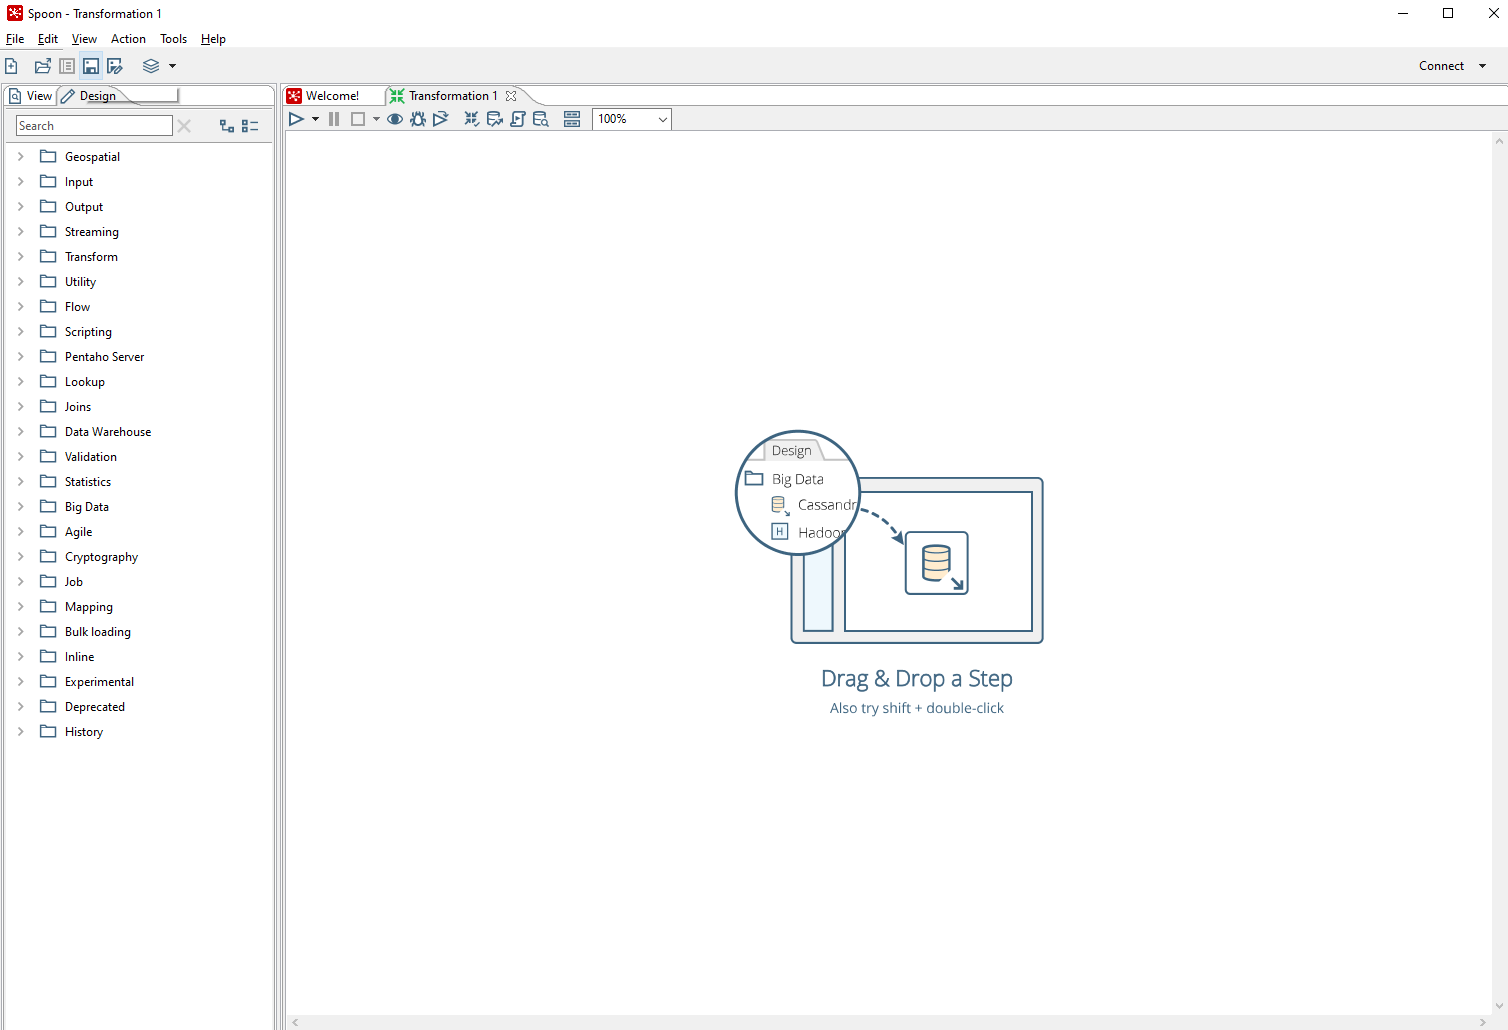 Spoon - Transformation 1
File Edit View Action Tools Help
Connect
View Design
Welcome! Transformation 1
Search
100%
Geospatial
Input
Output
Streaming
Transform
Utility
Flow
Scripting
Pentaho Server
Lookup
Joins
Data Warehouse
Validation
Statistics
Big Data
Agile
Cryptography
Job
Mapping
Bulk loading
Inline
Experimental
Deprecated
History
Design
Big Data
Cassandr
H Hadoop
Drag & Drop a Step
Also try shift + double-click